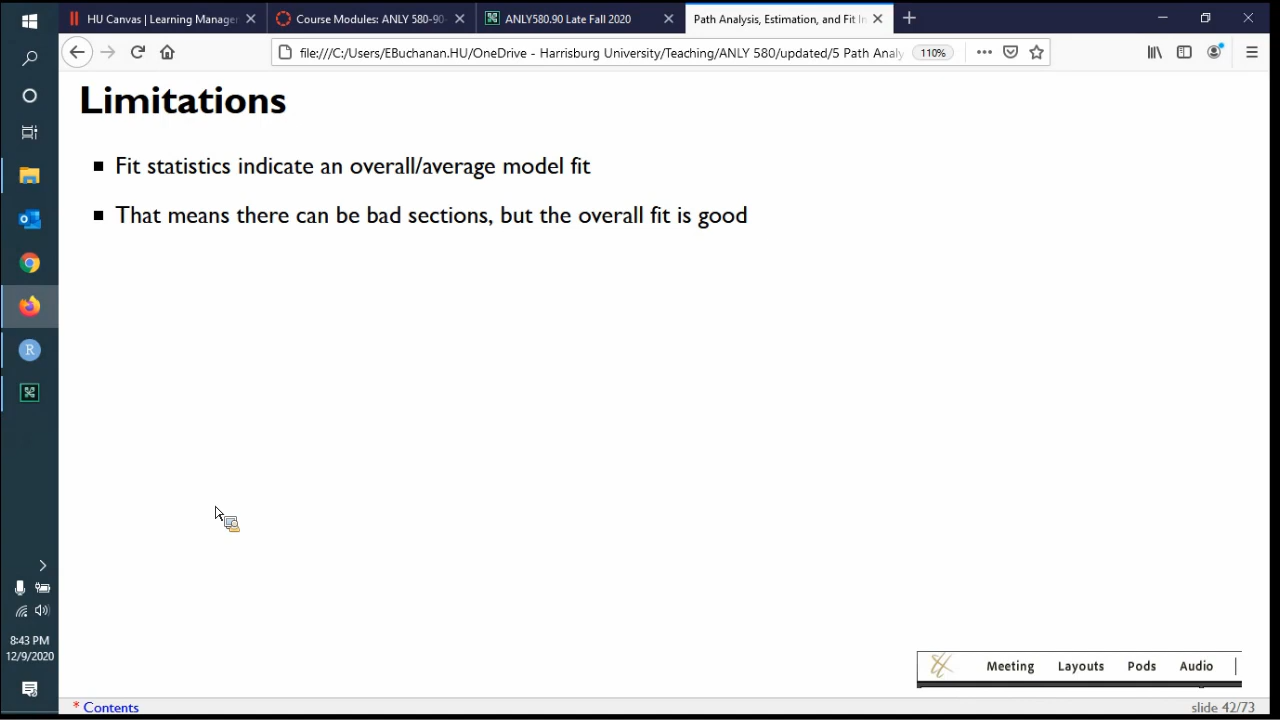 HU Canvas | Learning Manage
Course Modules: ANLY 580-90-
ANLY580.90 Late Fall 2020
Path Analysis, Estimation, and Fit In
file:///C:/Users/EBuchanan.HU/OneDrive - Harrisburg University/Teaching/ANLY 580/updated/5 Path Analy
110%
Limitations
Fit statistics indicate an overall/average model fit
That means there can be bad sections, but the overall fit is good
8:43 PM
12/9/2020
Meeting Layouts Pods Audio
* Contents
slide 42/73